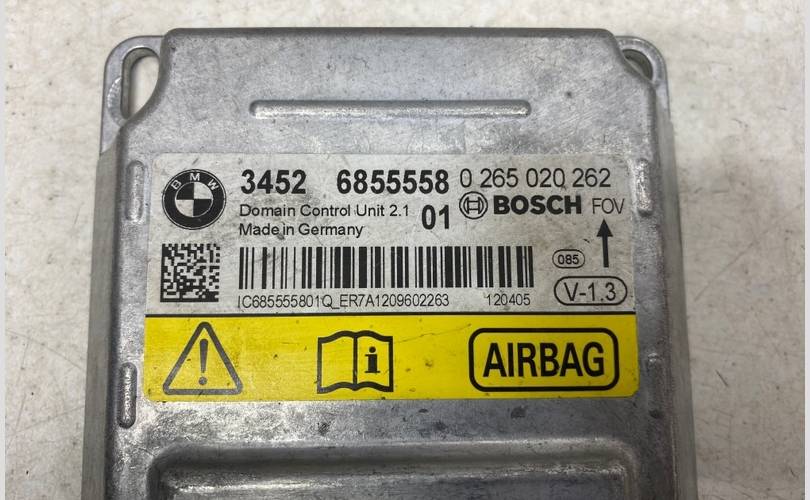 BMW
3452 6855558 0 265 020 262
Domain Control Unit 2.1 01 BOSCH FOV
Made in Germany
085
IC685555801Q_ER7A1209602263 120405 V-1.3
AIRBAG